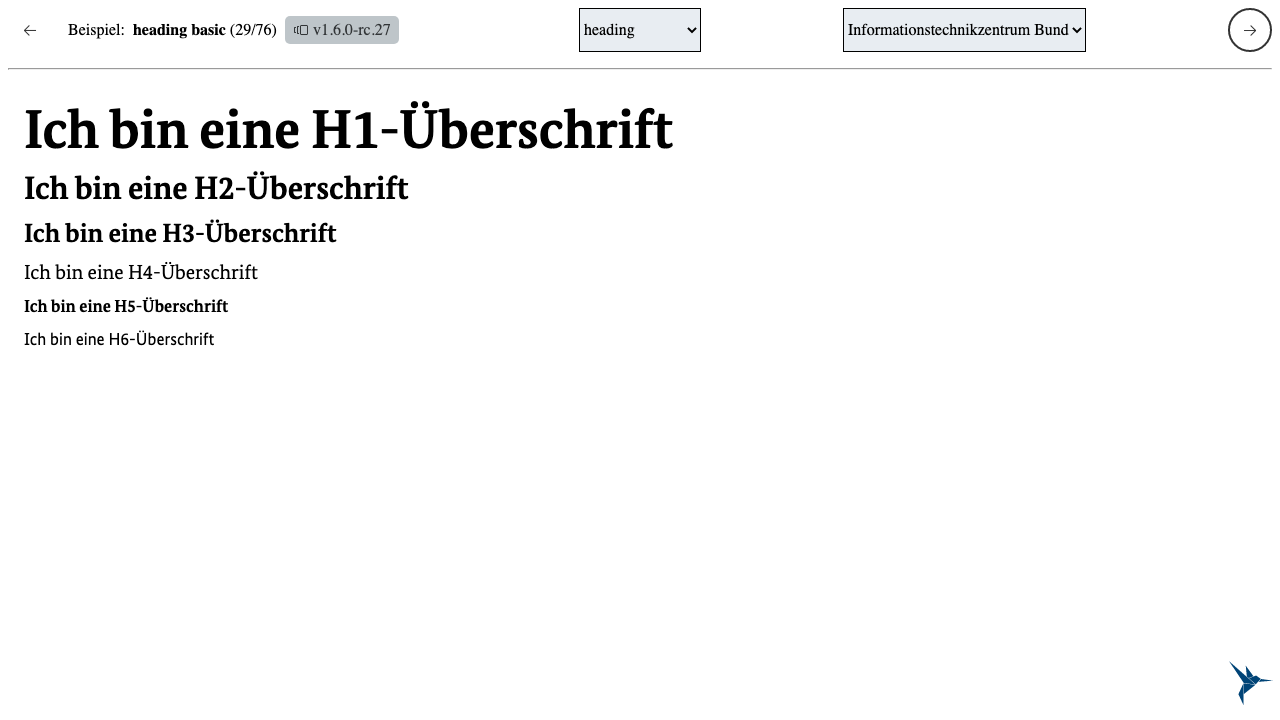 ← Beispiel: heading basic (29/76) v1.6.0-rc.27 heading Informationstechnikzentrum Bund →
Ich bin eine H1-Überschrift
Ich bin eine H2-Überschrift
Ich bin eine H3-Überschrift
Ich bin eine H4-Überschrift
Ich bin eine H5-Überschrift
Ich bin eine H6-Überschrift